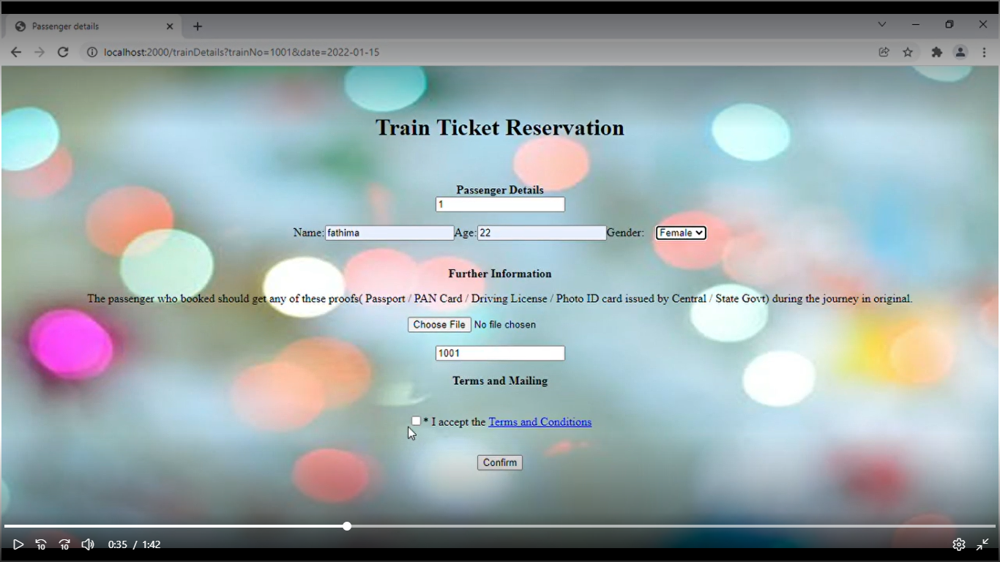 Passenger details
localhost:2000/trainDetails?trainNo=1001&date=2022-01-15
Train Ticket Reservation
Passenger Details
1
Name: fathima Age: 22 Gender: Female
Further Information
The passenger who booked should get any of these proofs( Passport / PAN Card / Driving License / Photo ID card issued by Central / State Govt) during the journey in original.
Choose File No file chosen
1001
Terms and Mailing
* I accept the Terms and Conditions
Confirm
10 10 0:35 / 1:42